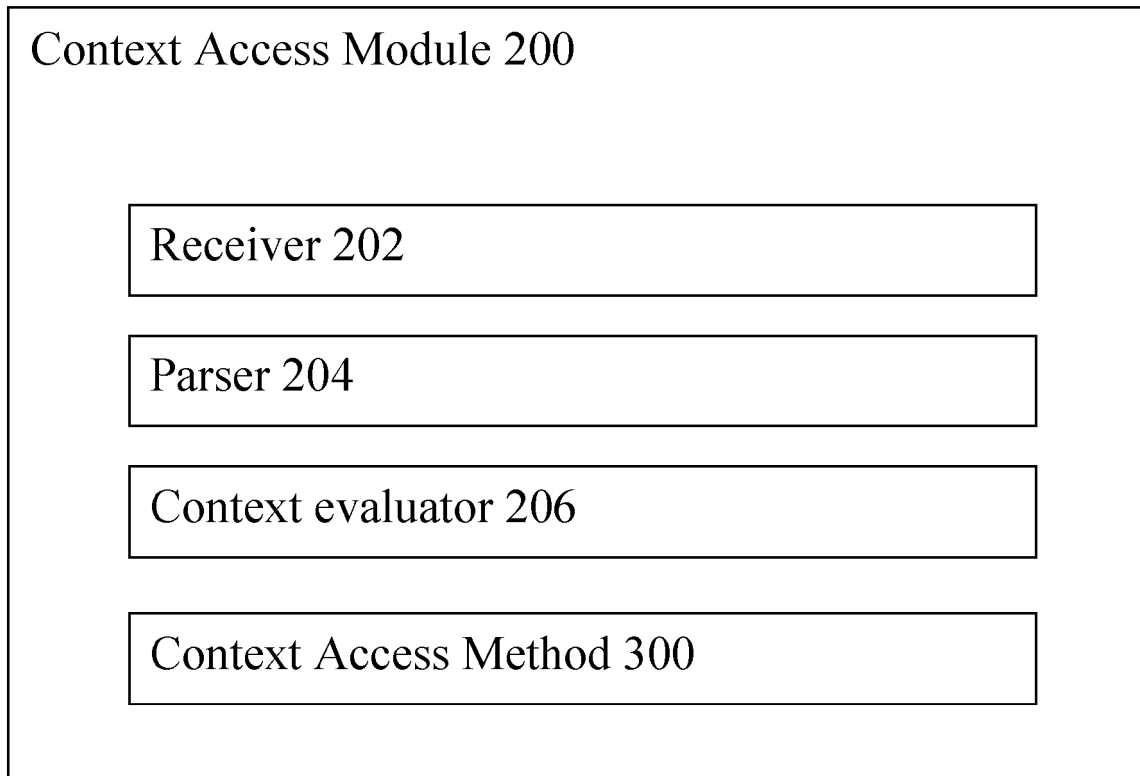 Context Access Module 200
Receiver 202
Parser 204
Context evaluator 206
Context Access Method 300